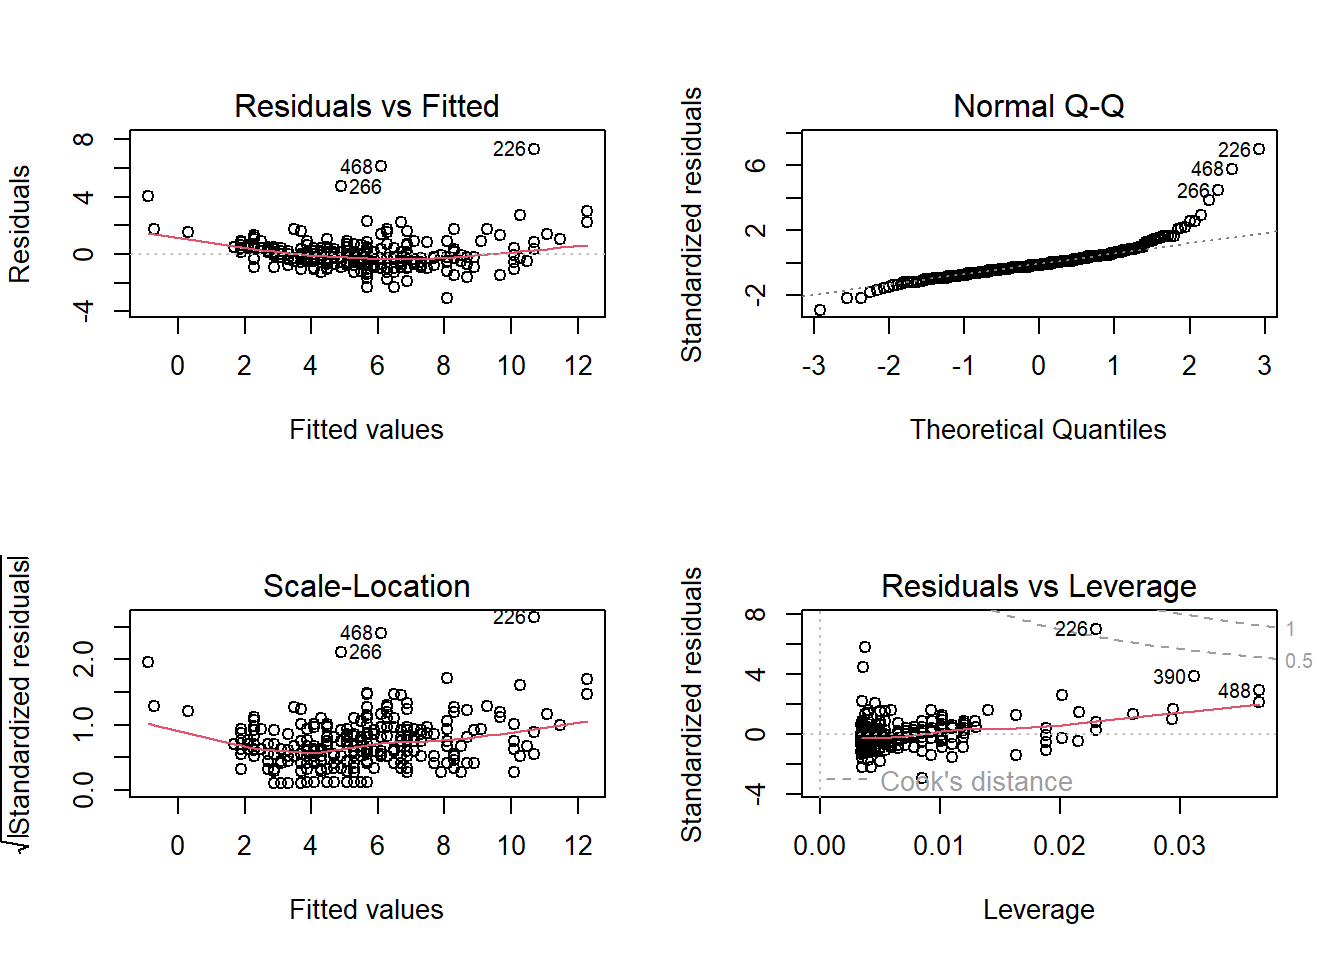 Residuals vs Fitted
Residuals
8
4
0
-4
226
468
266
0 2 4 6 8 10 12
Fitted values
Normal Q-Q
Standardized residuals
6
2
-2
226
468
266
-3 -2 -1 0 1 2 3
Theoretical Quantiles
Scale-Location
√|Standardized residuals|
2.0
1.0
0.0
226
468
266
0 2 4 6 8 10 12
Fitted values
Residuals vs Leverage
Standardized residuals
8
4
0
-4
226
390
488
1
0.5
Cook's distance
0.00 0.01 0.02 0.03
Leverage